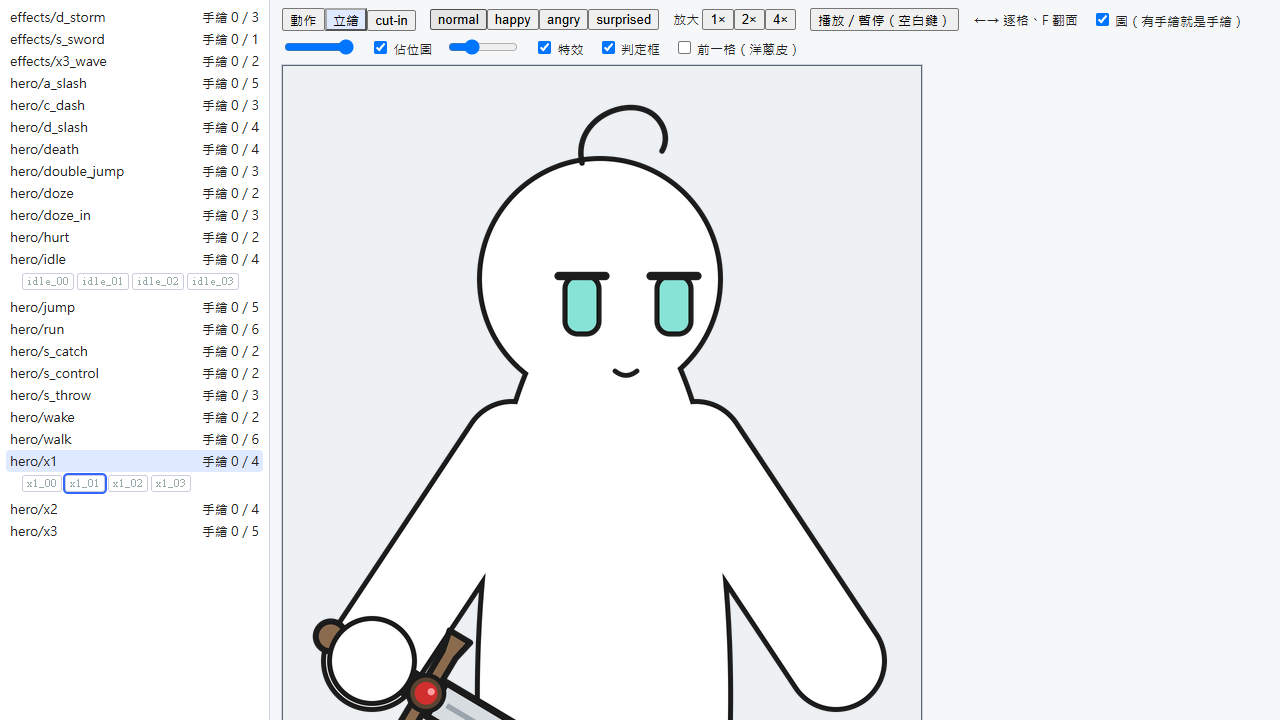 effects/d_storm 手繪 0 / 3
effects/s_sword 手繪 0 / 1
effects/x3_wave 手繪 0 / 2
hero/a_slash 手繪 0 / 5
hero/c_dash 手繪 0 / 3
hero/d_slash 手繪 0 / 4
hero/death 手繪 0 / 4
hero/double_jump 手繪 0 / 3
hero/doze 手繪 0 / 2
hero/doze_in 手繪 0 / 3
hero/hurt 手繪 0 / 2
hero/idle 手繪 0 / 4
idle_00 idle_01 idle_02 idle_03
hero/jump 手繪 0 / 5
hero/run 手繪 0 / 6
hero/s_catch 手繪 0 / 2
hero/s_control 手繪 0 / 2
hero/s_throw 手繪 0 / 3
hero/wake 手繪 0 / 2
hero/walk 手繪 0 / 6
hero/x1 手繪 0 / 4
x1_00 x1_01 x1_02 x1_03
hero/x2 手繪 0 / 4
hero/x3 手繪 0 / 5
動作 立繪 cut-in normal happy angry surprised 放大 1× 2× 4× 播放 / 暫停（空白鍵） ←→ 逐格、F 翻面 圖（有手繪就是手繪）
佔位圖 特效 判定框 前一格（洋蔥皮）